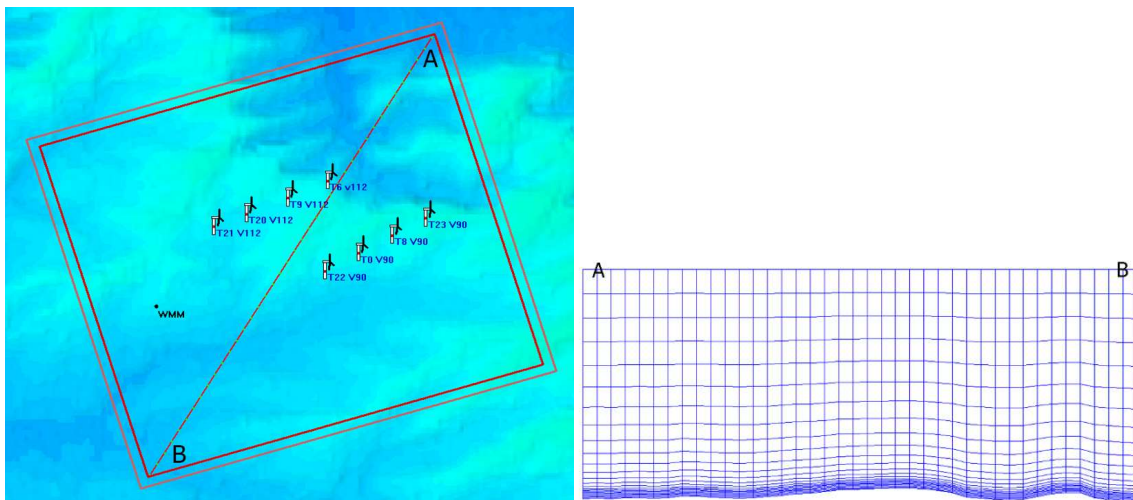 A
T6 v112
T9 V112
T20 V112
T21 V112
T23 V90
T8 V90
T0 V90
T22 V90
WMM
B
A
B